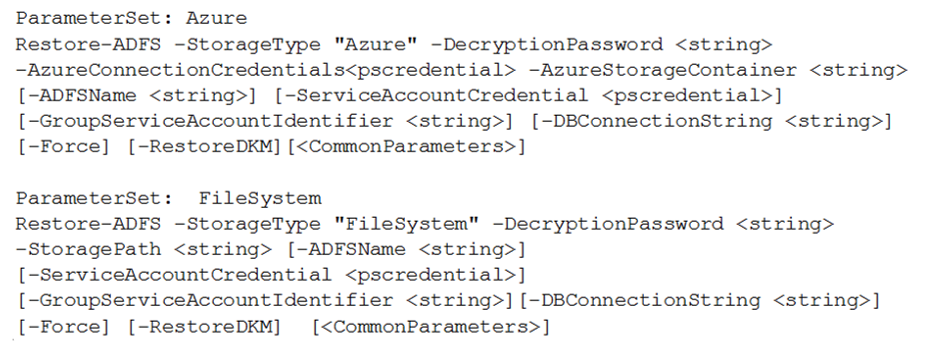 ParameterSet: Azure
Restore-ADFS -StorageType "Azure" -DecryptionPassword <string>
-AzureConnectionCredentials<pscredential> -AzureStorageContainer <string>
[-ADFSName <string>] [-ServiceAccountCredential <pscredential>]
[-GroupServiceAccountIdentifier <string>] [-DBConnectionString <string>]
[-Force] [-RestoreDKM][<CommonParameters>]
ParameterSet:  FileSystem
Restore-ADFS -StorageType "FileSystem" -DecryptionPassword <string>
-StoragePath <string> [-ADFSName <string>]
[-ServiceAccountCredential <pscredential>]
[-GroupServiceAccountIdentifier <string>][-DBConnectionString <string>]
[-Force] [-RestoreDKM]  [<CommonParameters>]